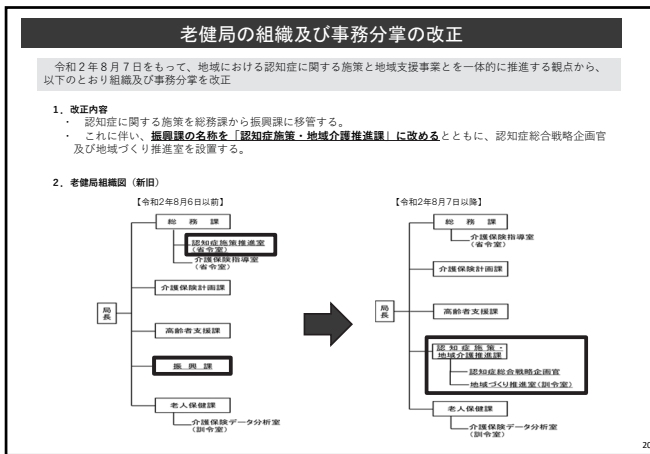 老健局の組織及び事務分掌の改正
令和２年８月７日をもって、地域における認知症に関する施策と地域支援事業とを一体的に推進する観点から、
以下のとおり組織及び事務分掌を改正
１．改正内容
・　認知症に関する施策を総務課から振興課に移管する。
・　これに伴い、振興課の名称を「認知症施策・地域介護推進課」に改めるとともに、認知症総合戦略企画官
及び地域づくり推進室を設置する。
２．老健局組織図（新旧）
【令和2年8月6日以前】
局長
総　務　課
認知症施策推進室
（省令室）
介護保険指導室
（省令室）
介護保険計画課
高齢者支援課
振　興　課
老人保健課
介護保険データ分析室
（訓令室）
【令和2年8月7日以降】
局長
総　務　課
介護保険指導室
（省令室）
介護保険計画課
高齢者支援課
認知症施策・
地域介護推進課
認知症総合戦略企画官
地域づくり推進室（訓令室）
老人保健課
介護保険データ分析室
（訓令室）
20